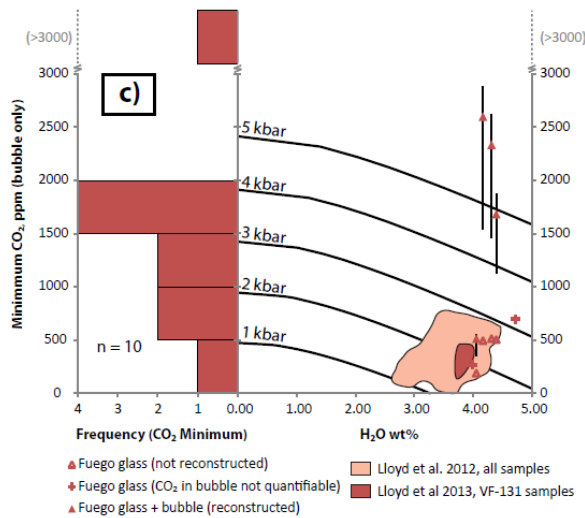 (>3000)
(>3000)
c)
3000
2500
2000
1500
1000
500
0
Minimmum CO₂, ppm (bubble only)
n = 10
5 kbar
4 kbar
3 kbar
2 kbar
1 kbar
3000
2500
2000
1500
1000
500
0
4 3 2 1 0.00 1.00 2.00 3.00 4.00 5.00
Frequency (CO₂ Minimum) H₂O wt%
Fuego glass (not reconstructed)
Fuego glass (CO₂ in bubble not quantifiable)
Fuego glass + bubble (reconstructed)
Lloyd et al. 2012, all samples
Lloyd et al 2013, VF-131 samples